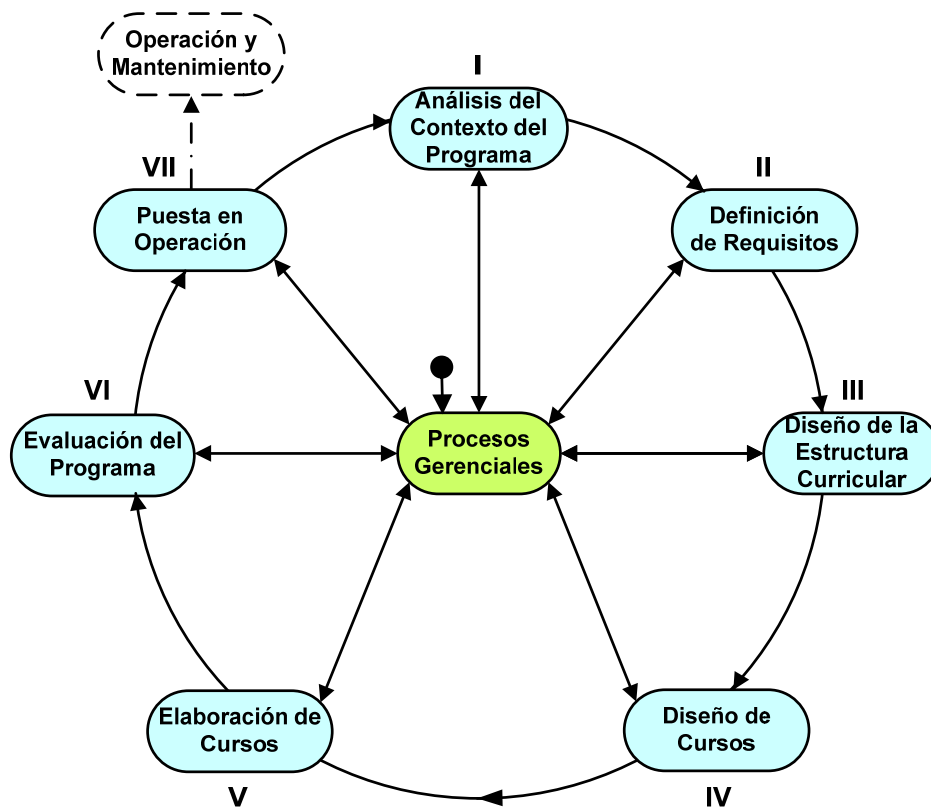 Operación y
Mantenimiento
I
Análisis del
Contexto del
Programa
VII
II
Puesta en
Operación
Definición
de Requisitos
VI
III
Evaluación del
Programa
Procesos
Gerenciales
Diseño de la
Estructura
Curricular
Elaboración de
Cursos
Diseño de
Cursos
V
IV